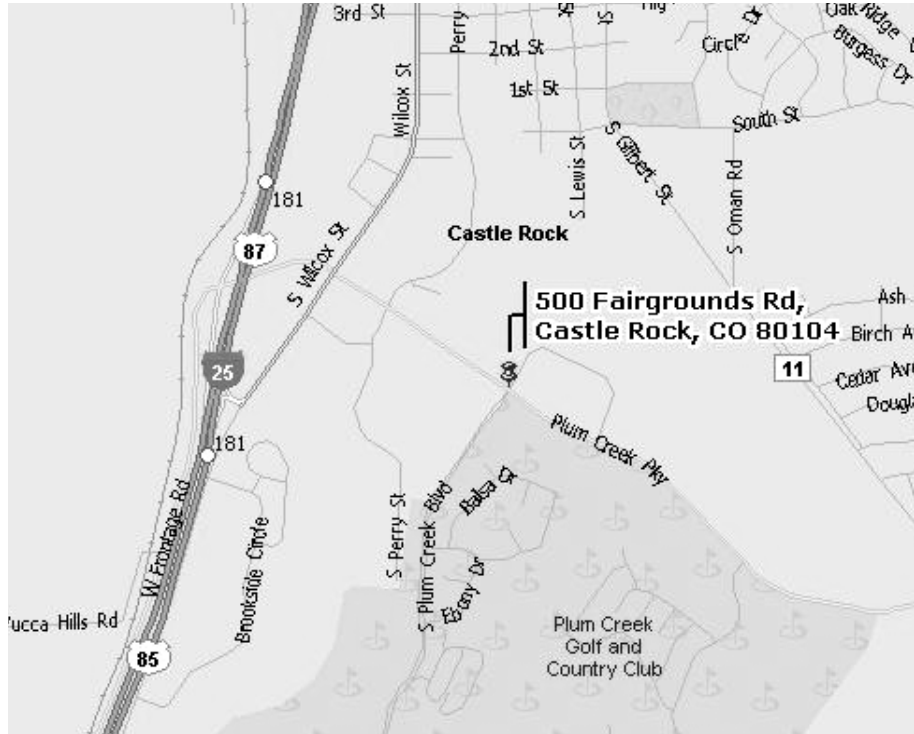 3rd St
Perry
2nd St
1st St
Wilcox St
Circle Dr
Oak Ridge
Burgess Dr
South St
S Gilbert St
S Lewis St
S Oman Rd
181
87
S Wilcox St
Castle Rock
500 Fairgrounds Rd,
Castle Rock, CO 80104
Ash
Birch A
11
Cedar Ave
Dougla
25
181
Plum Creek Pky
Balsa Ct
S Plum Creek Blvd
S Perry St
Ebony Dr
W Frontage Rd
Brookside Circle
ucca Hills Rd
85
Plum Creek
Golf and
Country Club